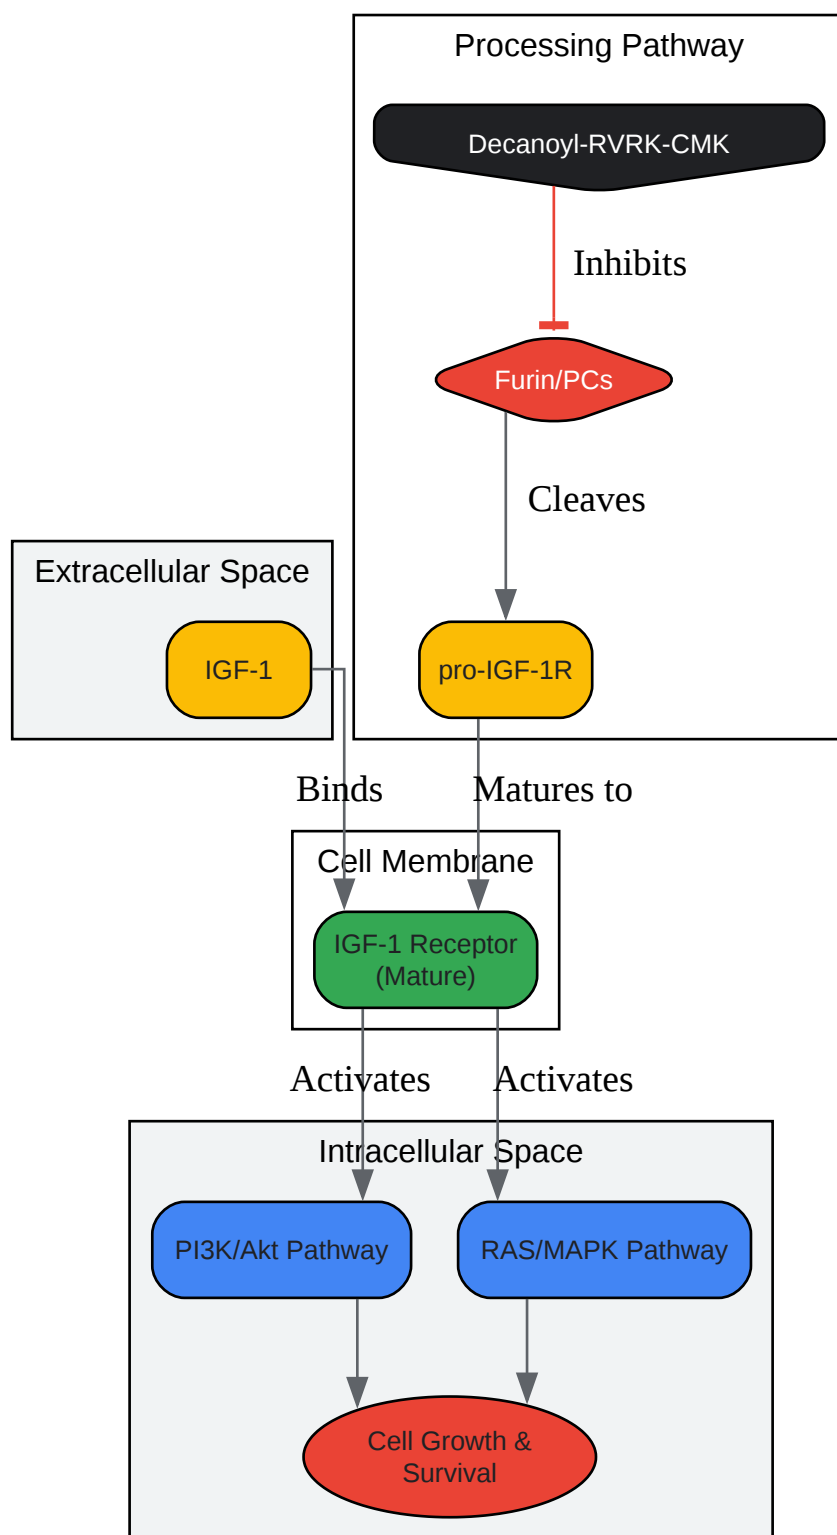 Processing Pathway
Decanoyl-RVRK-CMK
Inhibits
Furin/PCs
Cleaves
Extracellular Space
IGF-1
pro-IGF-1R
Binds
Matures to
Cell Membrane
IGF-1 Receptor
(Mature)
Activates
Activates
Intracellular Space
PI3K/Akt Pathway
RAS/MAPK Pathway
Cell Growth &
Survival